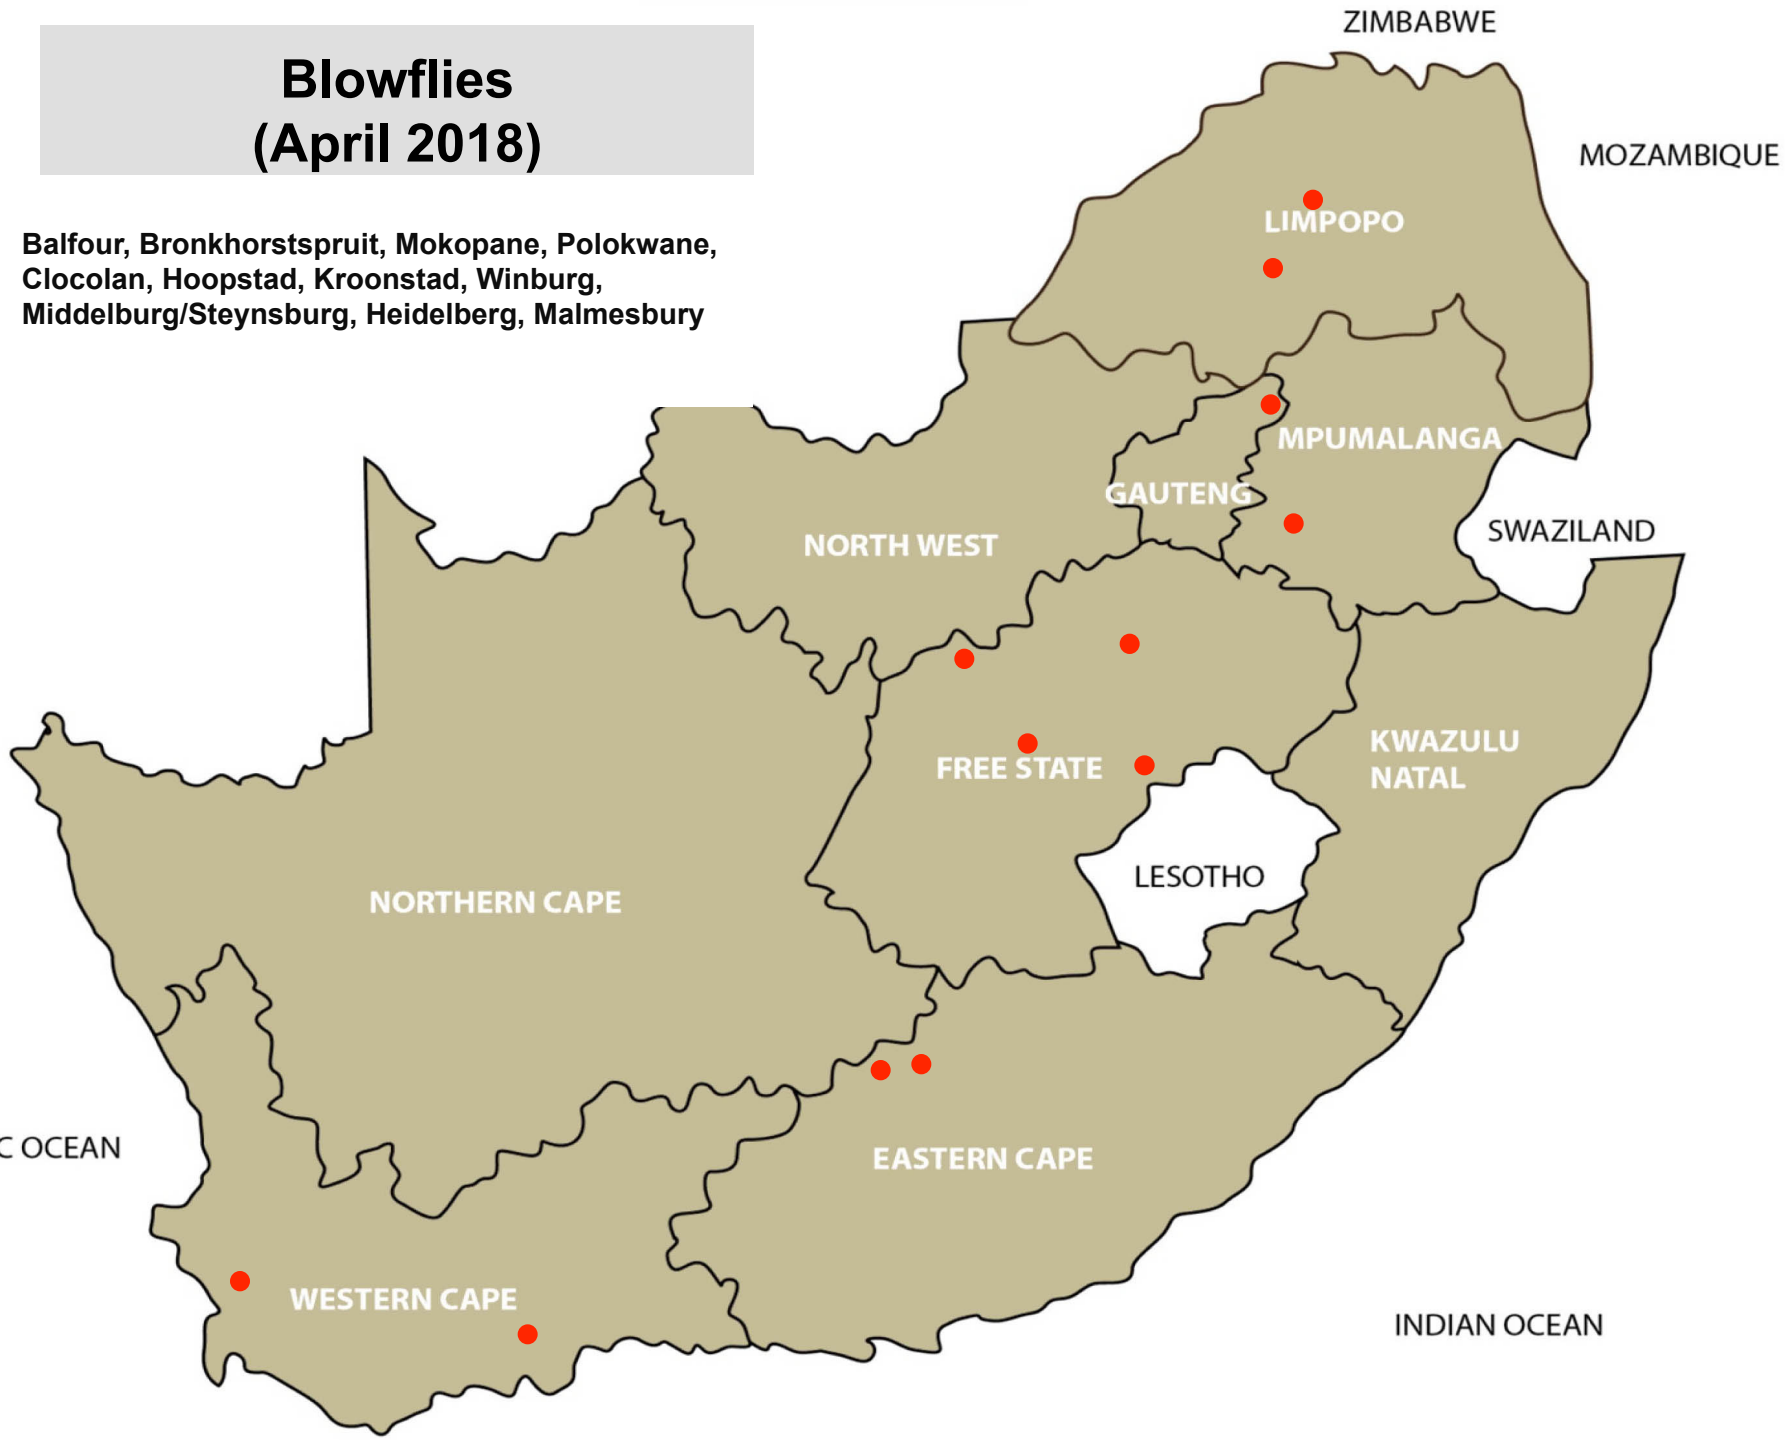 Blowflies
(April 2018)
Balfour, Bronkhorstspruit, Mokopane, Polokwane,
Clocolan, Hoopstad, Kroonstad, Winburg,
Middelburg/Steynsburg, Heidelberg, Malmesbury
ZIMBABWE
MOZAMBIQUE
LIMPOPO
MPUMALANGA
GAUTENG
SWAZILAND
NORTH WEST
KWAZULU
NATAL
FREE STATE
LESOTHO
NORTHERN CAPE
C OCEAN
EASTERN CAPE
WESTERN CAPE
INDIAN OCEAN